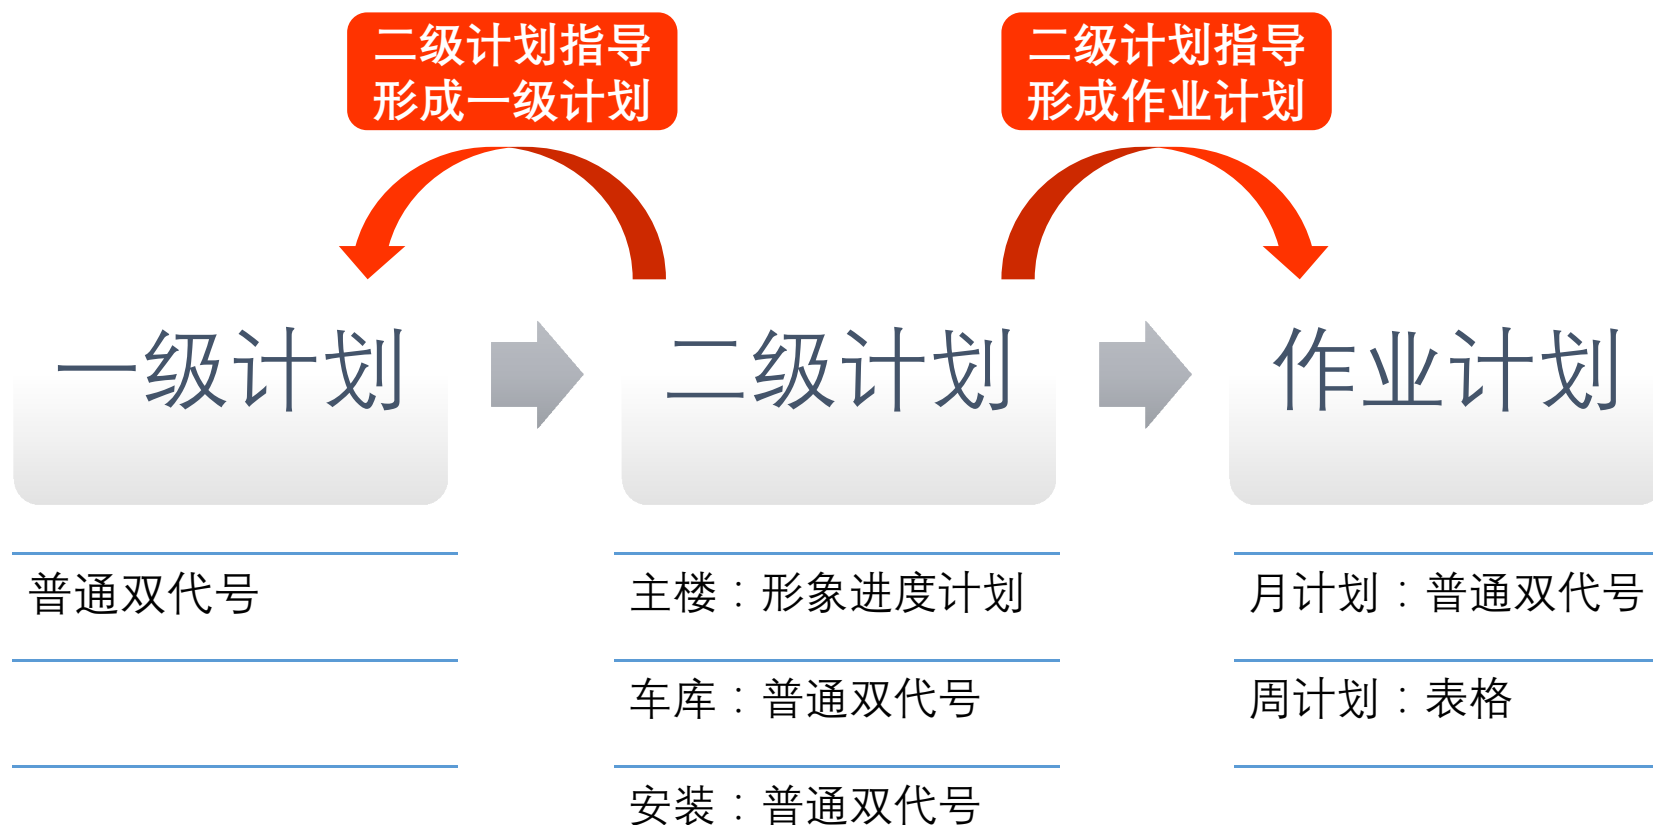 二级计划指导
形成一级计划
二级计划指导
形成作业计划
一级计划
二级计划
作业计划
普通双代号
主楼：形象进度计划
车库：普通双代号
安装：普通双代号
月计划：普通双代号
周计划：表格